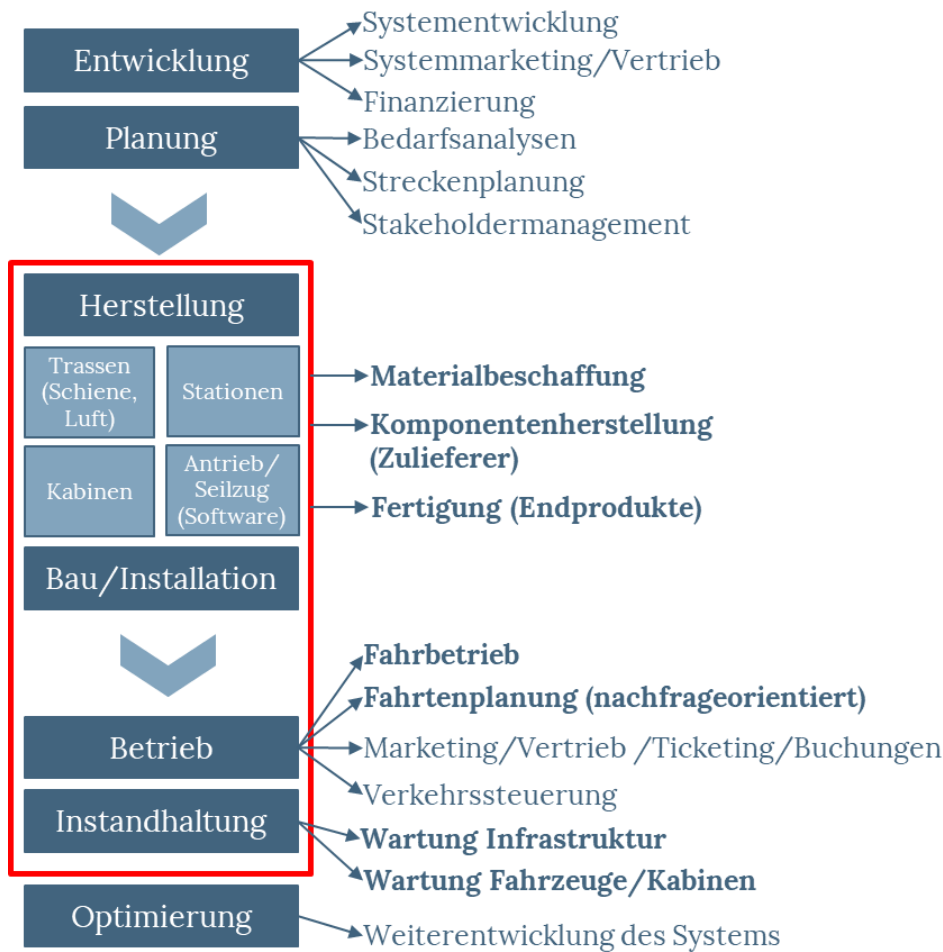 Entwicklung
Systementwicklung
Systemmarketing/Vertrieb
Finanzierung
Planung
Bedarfsanalysen
Streckenplanung
Stakeholdermanagement
Herstellung
Trassen
(Schiene,
Luft)
Stationen
Kabinen
Antrieb/
Seilzug
(Software)
Materialbeschaffung
Komponentenherstellung
(Zulieferer)
Fertigung (Endprodukte)
Bau/Installation
Betrieb
Fahrbetrieb
Fahrtenplanung (nachfrageorientiert)
Marketing/Vertrieb /Ticketing/Buchungen
Verkehrssteuerung
Instandhaltung
Wartung Infrastruktur
Wartung Fahrzeuge/Kabinen
Optimierung
Weiterentwicklung des Systems